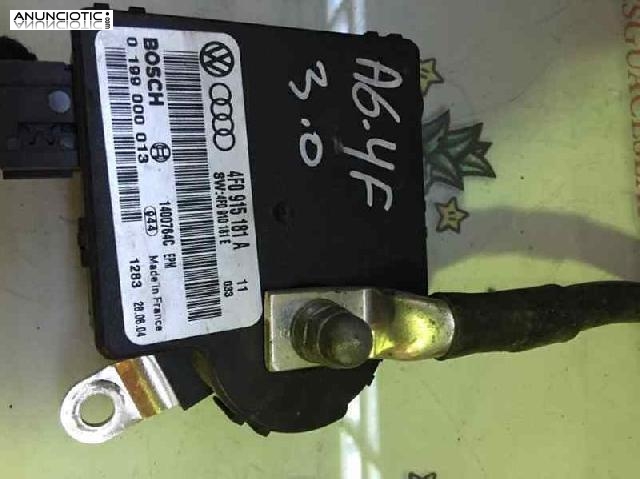 ANUNCIOTIC.com
BOSCH
0 199 000 013
4F0 915 181 A 11
SW:4F0 910 181 E 033
1400764C EPN
Made in France
1283 28.06.04
A6.4F
3.0